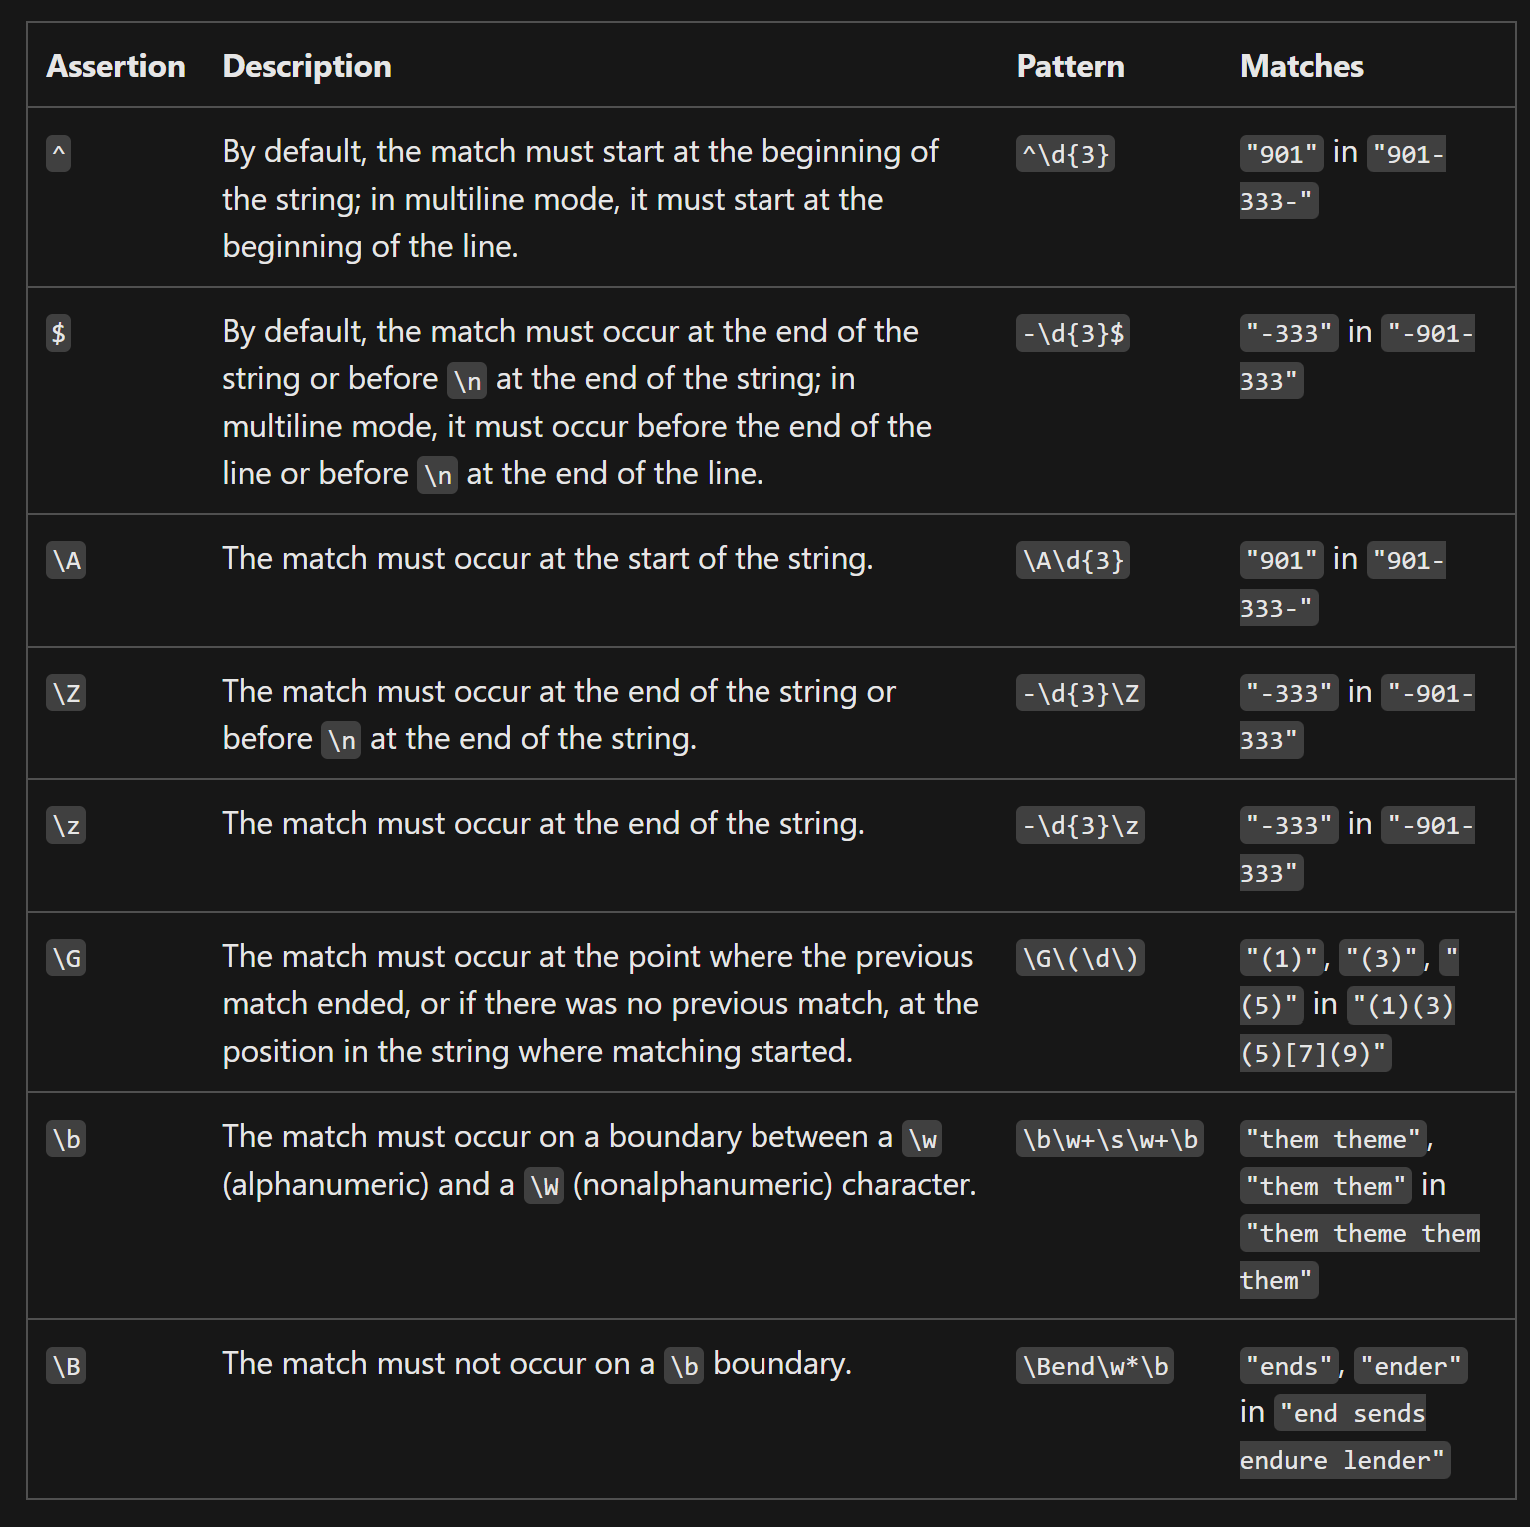 Assertion Description Pattern Matches
^ By default, the match must start at the beginning of ^\d{3} "901" in "901-
the string; in multiline mode, it must start at the 333-"
beginning of the line.
$ By default, the match must occur at the end of the -\d{3}$ "-333" in "-901-
string or before \n at the end of the string; in 333"
multiline mode, it must occur before the end of the
line or before \n at the end of the line.
\A The match must occur at the start of the string. \A\d{3} "901" in "901-
333-"
\Z The match must occur at the end of the string or -\d{3}\Z "-333" in "-901-
before \n at the end of the string. 333"
\z The match must occur at the end of the string. -\d{3}\z "-333" in "-901-
333"
\G The match must occur at the point where the previous \G\(\d\) "(1)", "(3)", "
match ended, or if there was no previous match, at the (5)" in "(1)(3)
position in the string where matching started. (5)[7](9)"
\b The match must occur on a boundary between a \w \b\w+\s\w+\b "them theme",
(alphanumeric) and a \W (nonalphanumeric) character. "them them" in
"them theme them
them"
\B The match must not occur on a \b boundary. \Bend\w*\b "ends", "ender"
in "end sends
endure lender"